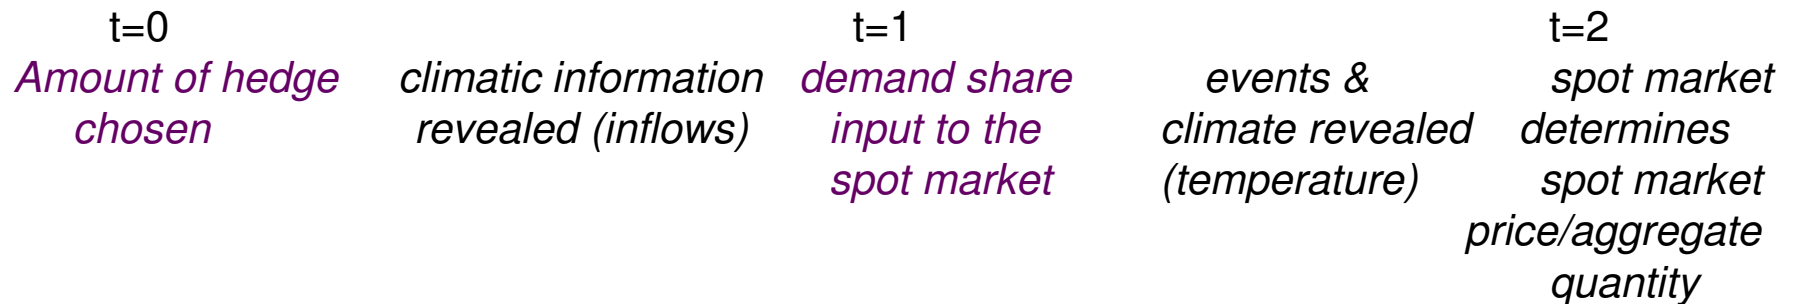 t=0 t=1 t=2
Amount of hedge climatic information demand share events & spot market
chosen revealed (inflows) input to the climate revealed determines
spot market (temperature) spot market
price/aggregate
quantity